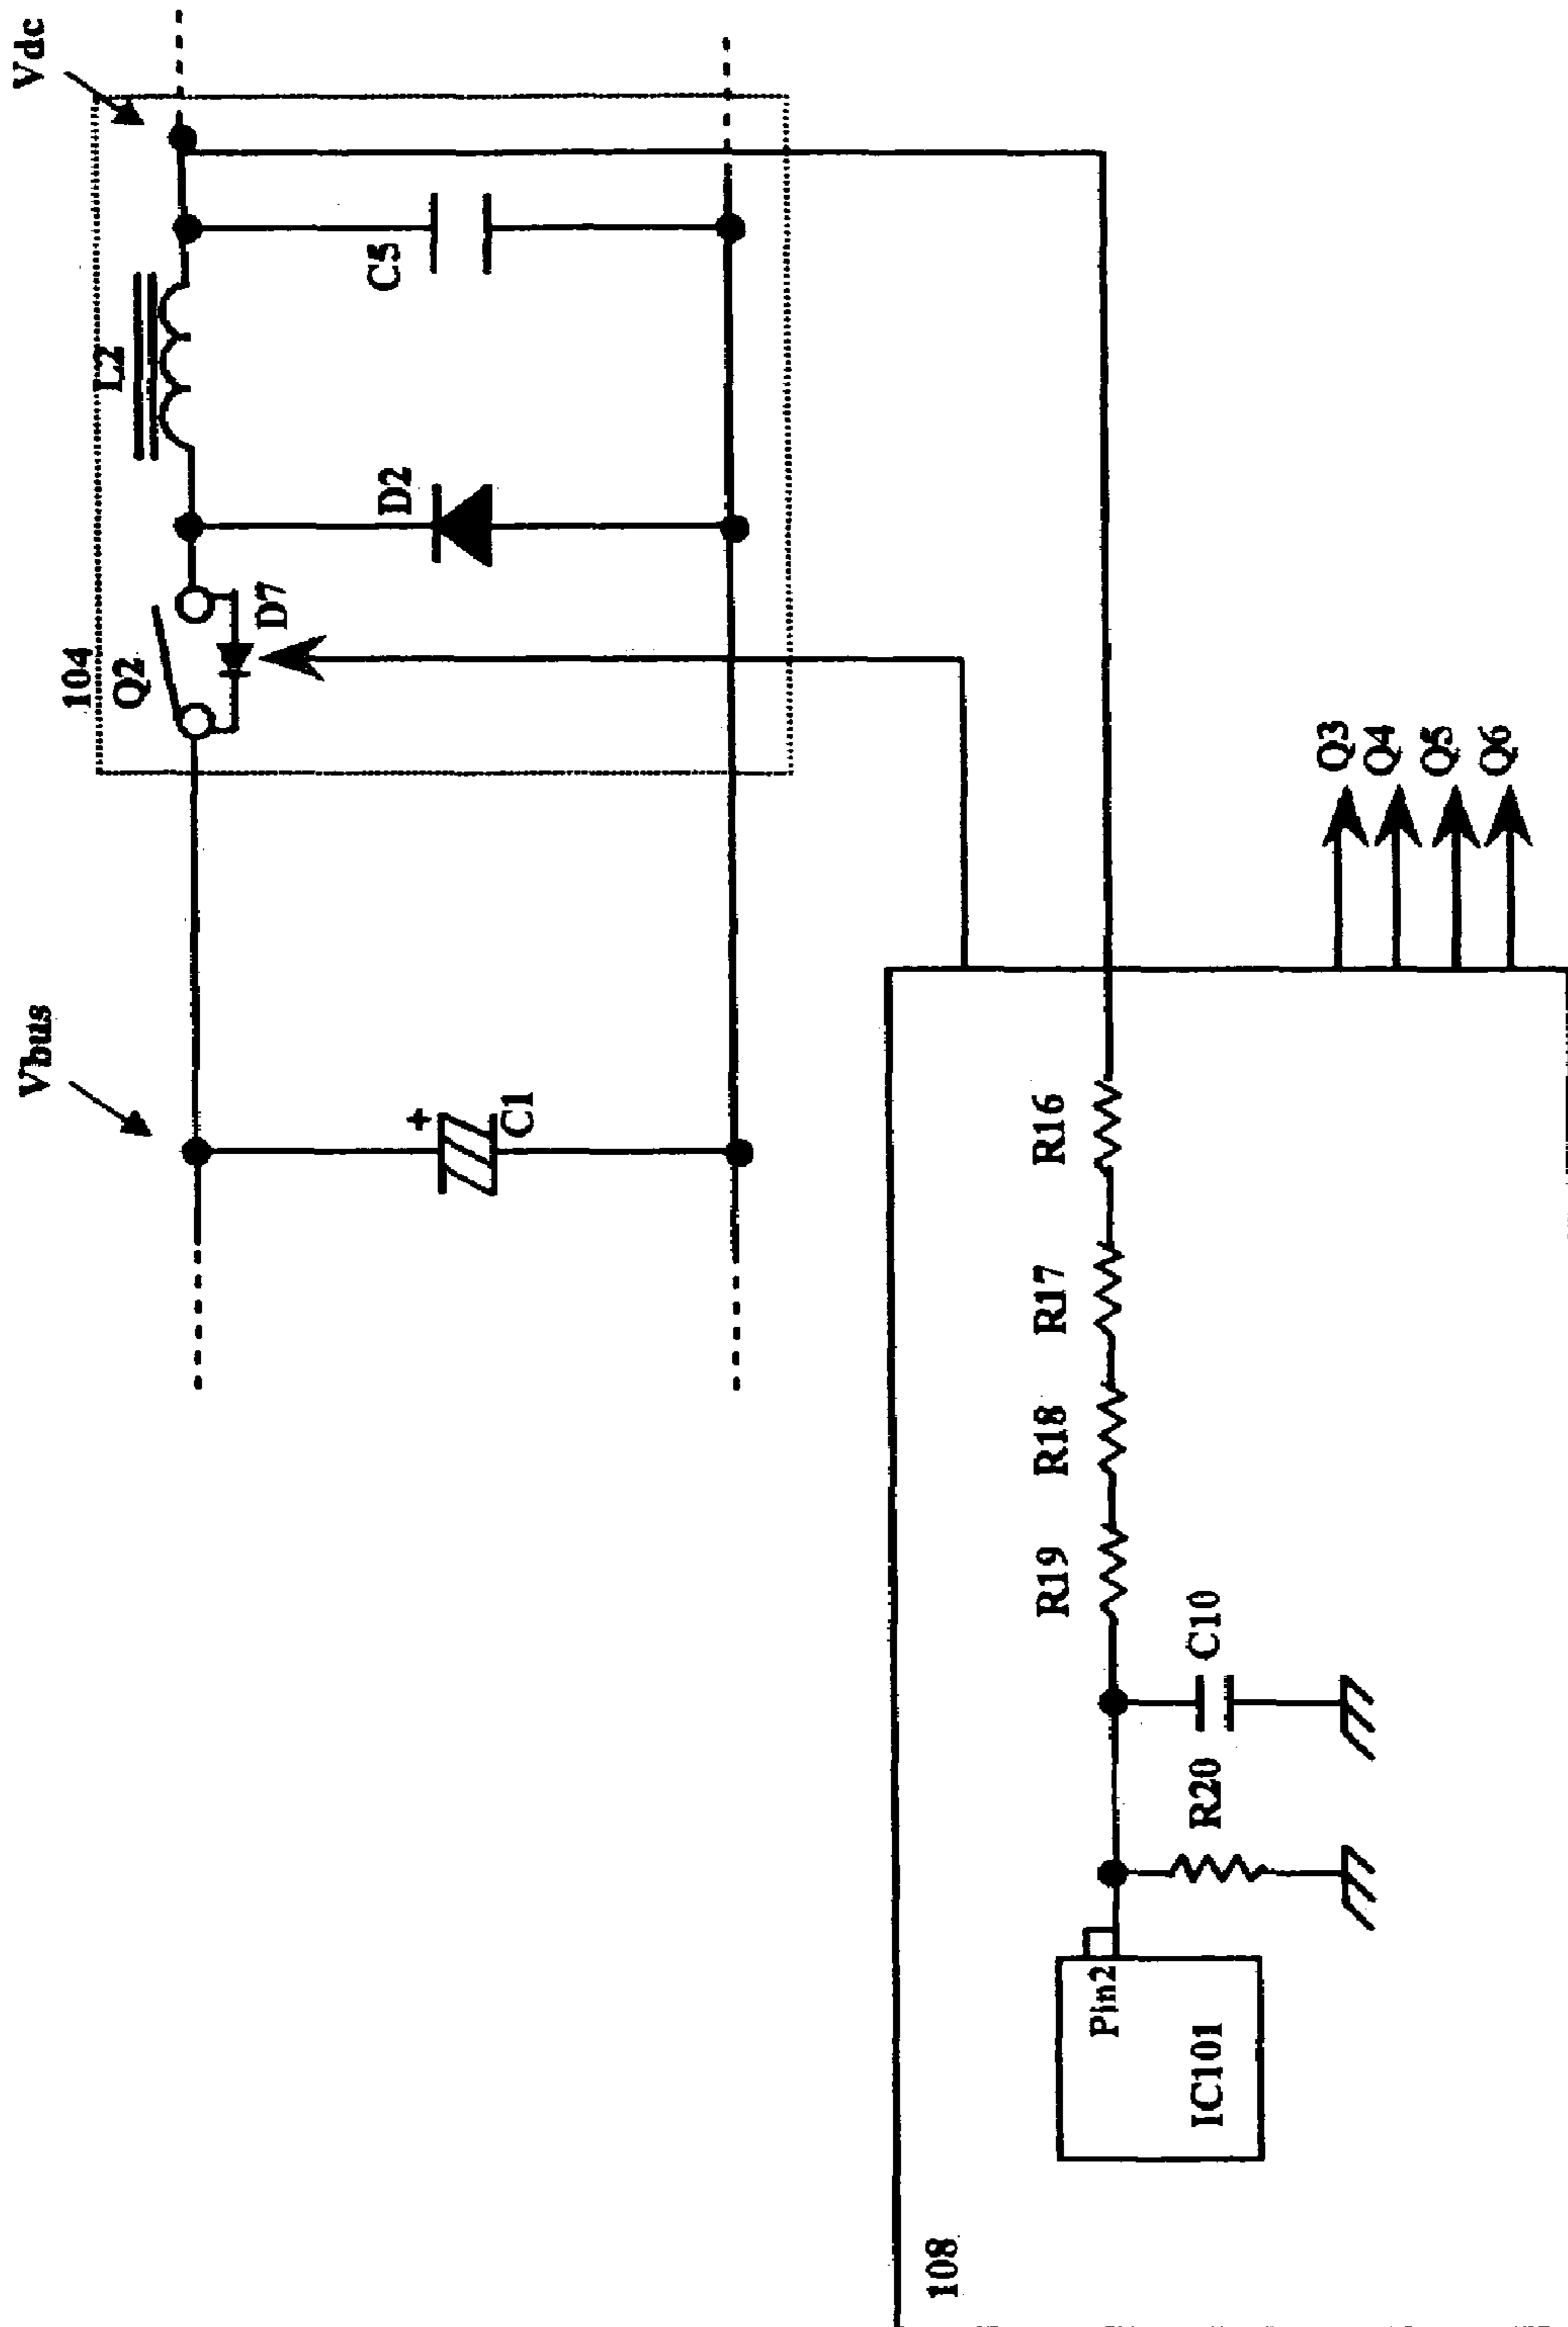 Vbus
Vdc
104
Q2
L2
D7
D2
C5
+
C1
108
R19
R18
R17
R16
Pin2
IC101
R20
C10
Q3
Q4
Q5
Q6